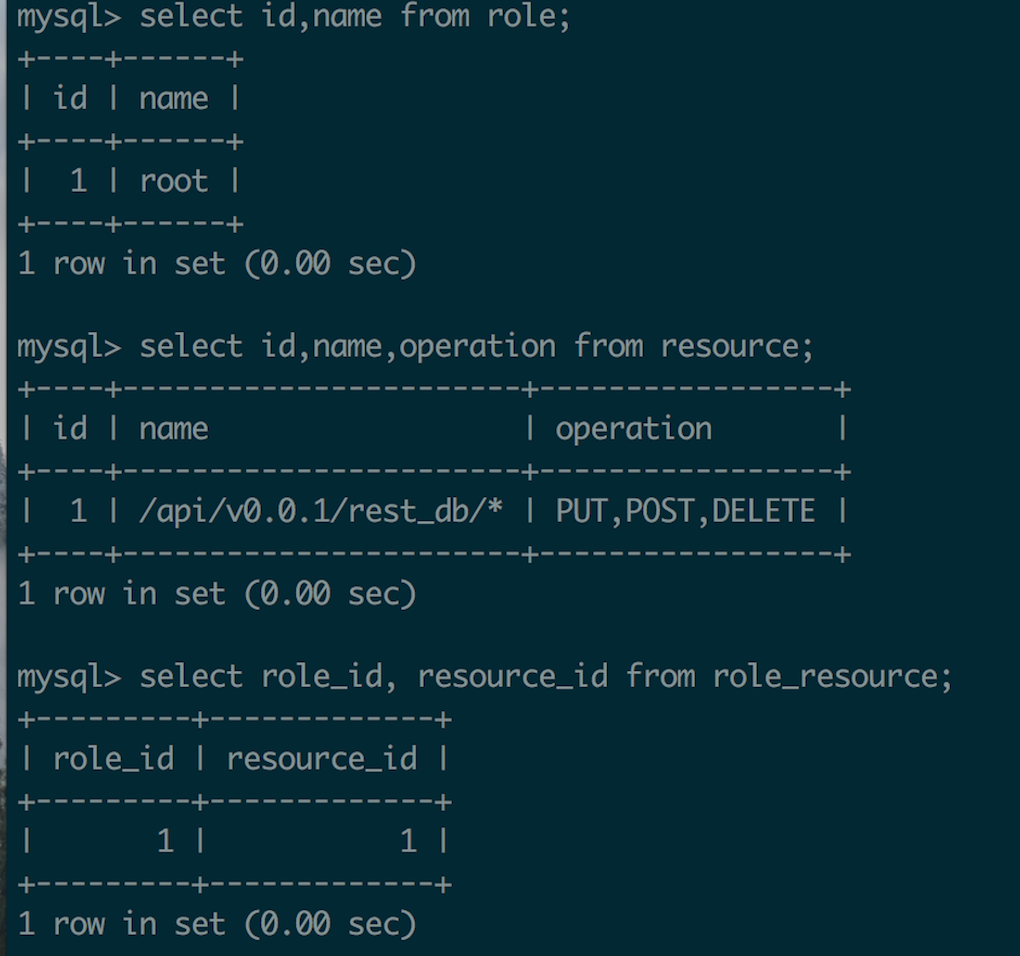 mysql> select id,name from role;
+----+------+
| id | name |
+----+------+
|  1 | root |
+----+------+
1 row in set (0.00 sec)
mysql> select id,name,operation from resource;
+----+-----------------------+-----------------+
| id | name                  | operation       |
+----+-----------------------+-----------------+
|  1 | /api/v0.0.1/rest_db/* | PUT,POST,DELETE |
+----+-----------------------+-----------------+
1 row in set (0.00 sec)
mysql> select role_id, resource_id from role_resource;
+---------+-------------+
| role_id | resource_id |
+---------+-------------+
|       1 |           1 |
+---------+-------------+
1 row in set (0.00 sec)